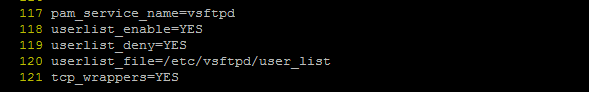 117 pam_service_name=vsftpd
118 userlist_enable=YES
119 userlist_deny=YES
120 userlist_file=/etc/vsftpd/user_list
121 tcp_wrappers=YES